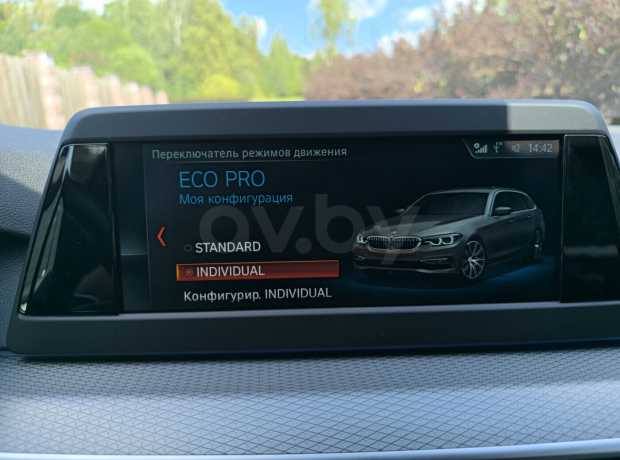 Переключатель режимов движения
14:42
ECO PRO
Моя конфигурация
av.by
STANDARD
INDIVIDUAL
Конфигурир. INDIVIDUAL